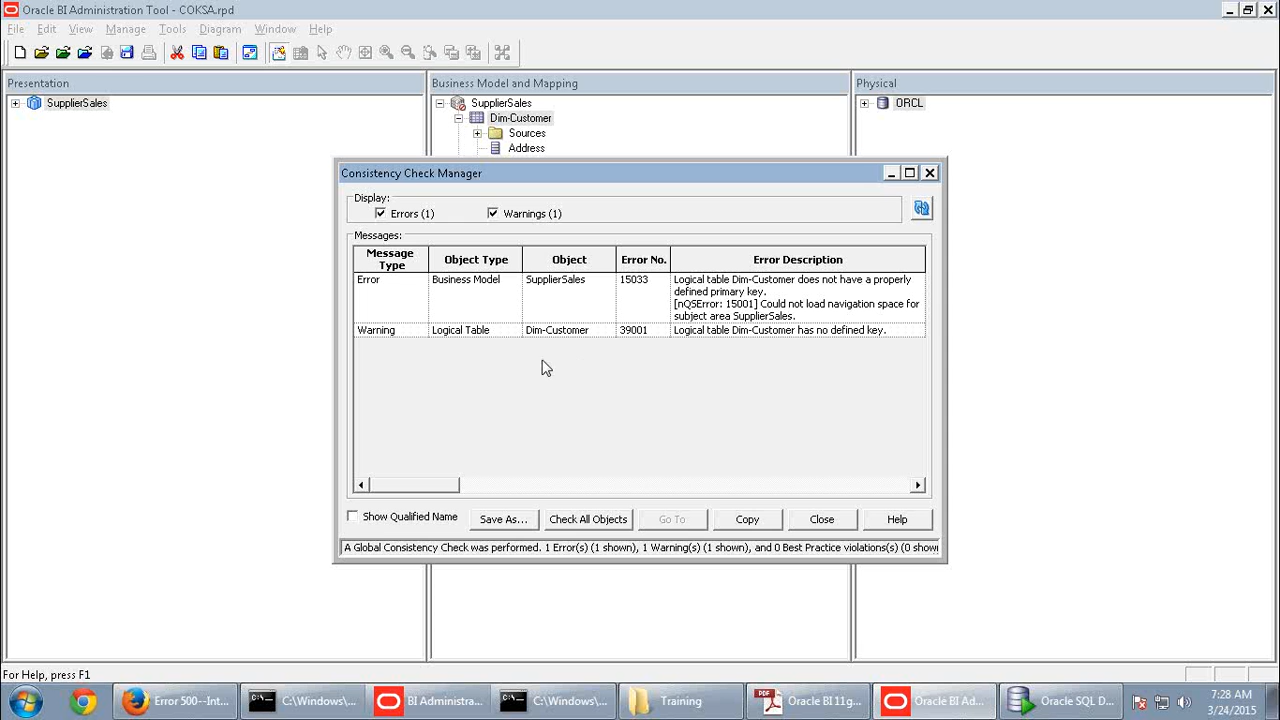 Oracle BI Administration Tool - COKSA.rpd
File Edit View Manage Tools Diagram Window Help
Presentation
Business Model and Mapping
Physical
SupplierSales
SupplierSales
ORCL
Dim-Customer
Sources
Address
Consistency Check Manager
Display:
Errors (1) Warnings (1)
Messages:
Message Type Object Type Object Error No. Error Description
Error Business Model SupplierSales 15033 Logical table Dim-Customer does not have a properly
defined primary key.
[nQSError: 15001] Could not load navigation space for
subject area SupplierSales.
Warning Logical Table Dim-Customer 39001 Logical table Dim-Customer has no defined key.
Show Qualified Name Save As... Check All Objects Go To Copy Close Help
A Global Consistency Check was performed. 1 Error(s) (1 shown), 1 Warning(s) (1 shown), and 0 Best Practice violations(s) (0 show
For Help, press F1
Error 500--Int... C:\Windows\... BI Administra... C:\Windows\... Training Oracle BI 11g... Oracle BI Ad... Oracle SQL D...
7:28 AM
3/24/2015